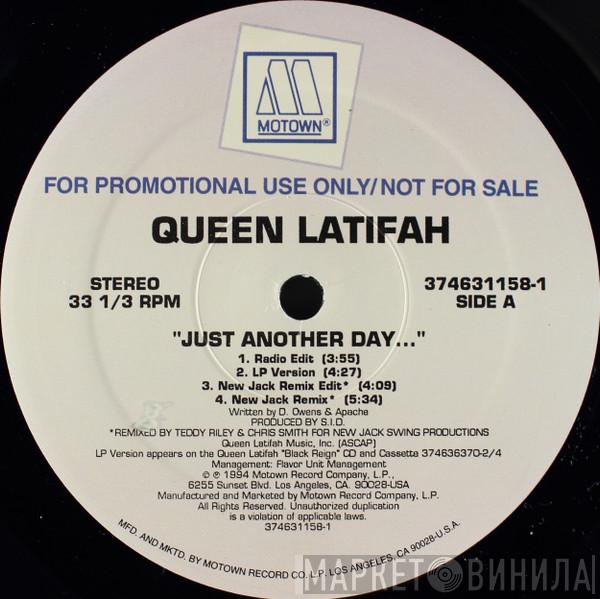 MOTOWN®
FOR PROMOTIONAL USE ONLY/NOT FOR SALE
QUEEN LATIFAH
STEREO
33 1/3 RPM
374631158-1
SIDE A
"JUST ANOTHER DAY..."
1. Radio Edit (3:55)
2. LP Version (4:27)
3. New Jack Remix Edit* (4:09)
4. New Jack Remix* (5:34)
Written by D. Owens & Apache
PRODUCED BY S.I.D.
*REMIXED BY TEDDY RILEY & CHRIS SMITH FOR NEW JACK SWING PRODUCTIONS
Queen Latifah Music, Inc. (ASCAP)
LP Version appears on the Queen Latifah "Black Reign" CD and Cassette 374636370-2/4
Management: Flavor Unit Management
© ℗ 1994 Motown Record Company, L.P.,
6255 Sunset Blvd. Los Angeles, CA. 90028-USA
Manufactured and Marketed by Motown Record Company, L.P.
All Rights Reserved. Unauthorized duplication
is a violation of applicable laws.
374631158-1
MFD. AND MKTD. BY MOTOWN RECORD CO. L.P. LOS ANGELES, CA 90028-U.S.A.
МАРКЕТ ВИНИЛА